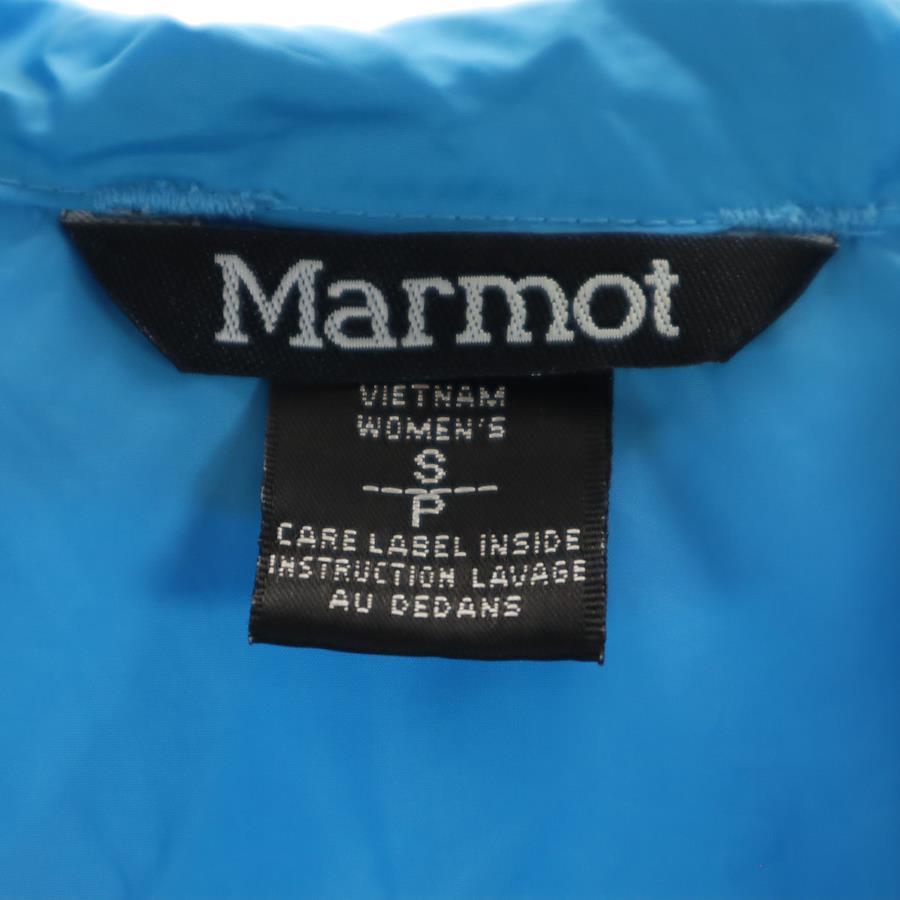 Marmot
VIETNAM
WOMEN'S
S
P
CARE LABEL INSIDE
INSTRUCTION LAVAGE
AU DEDANS